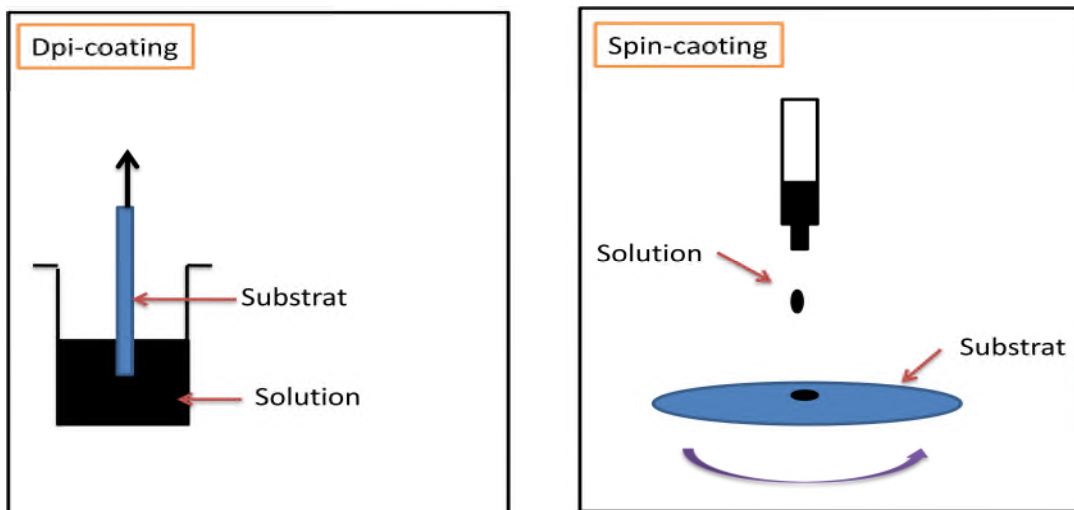 Dpi-coating
Substrat
Solution
Spin-caoting
Solution
Substrat